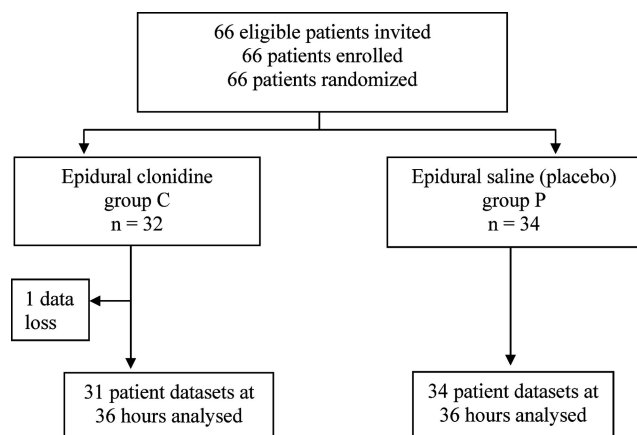 66 eligible patients invited
66 patients enrolled
66 patients randomized
Epidural clonidine
group C
n = 32
Epidural saline (placebo)
group P
n = 34
1 data
loss
31 patient datasets at
36 hours analysed
34 patient datasets at
36 hours analysed